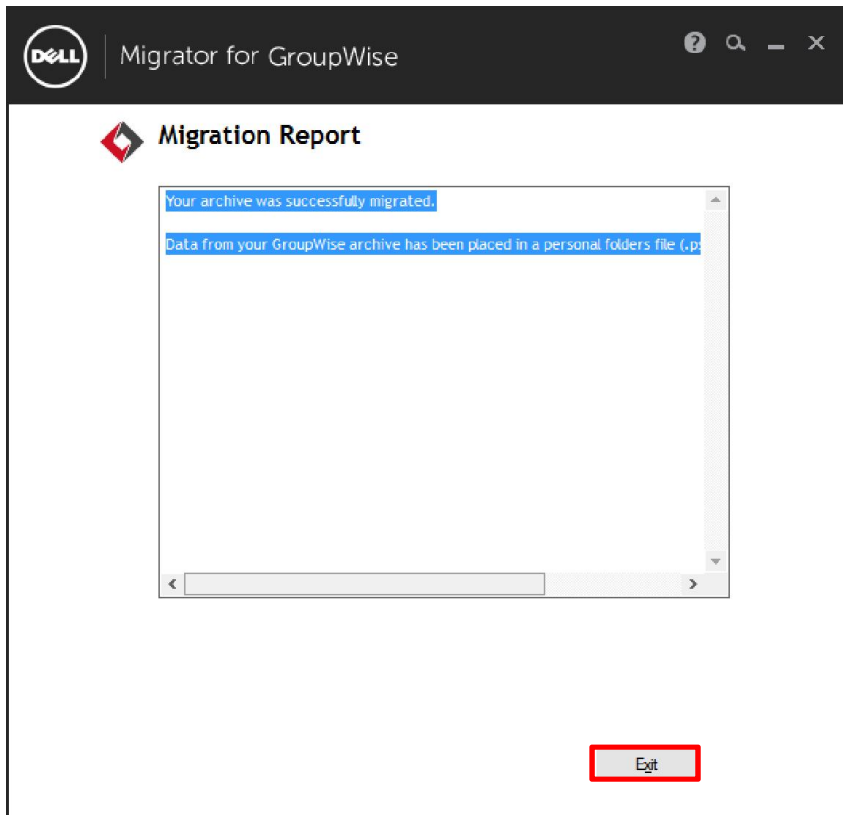 DELL
Migrator for GroupWise
Migration Report
Your archive was successfully migrated.
Data from your GroupWise archive has been placed in a personal folders file (.ps
Exit